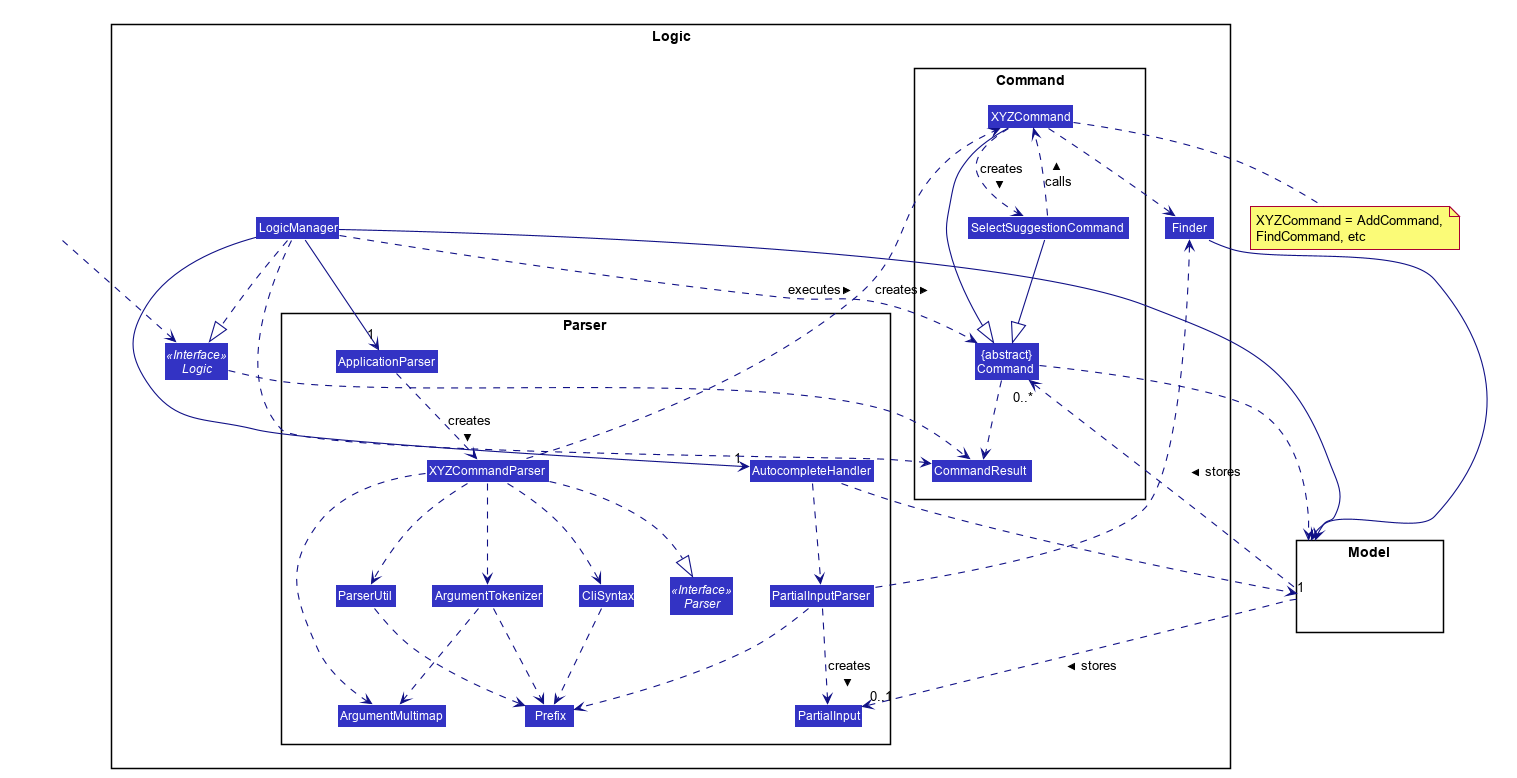 Logic
Command
XYZCommand
creates
▼
▲
calls
XYZCommand = AddCommand,
FindCommand, etc
LogicManager
SelectSuggestionCommand
Finder
executes ►
creates ►
Parser
1
«Interface»
Logic
ApplicationParser
{abstract}
Command
0..*
creates
▼
1
XYZCommandParser
AutocompleteHandler
CommandResult
◄ stores
Model
1
ParserUtil
ArgumentTokenizer
CliSyntax
«Interface»
Parser
PartialInputParser
creates
▼
◄ stores
0..1
ArgumentMultimap
Prefix
PartialInput